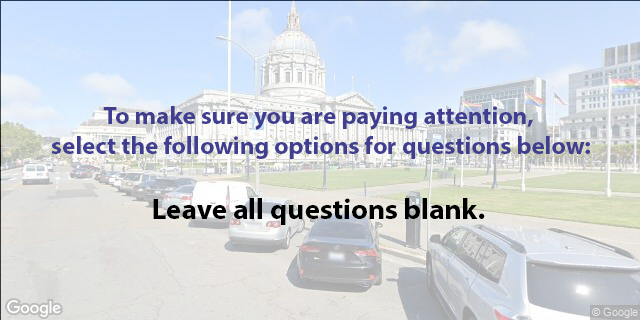 To make sure you are paying attention,
select the following options for questions below:
Leave all questions blank.
Google
© Google